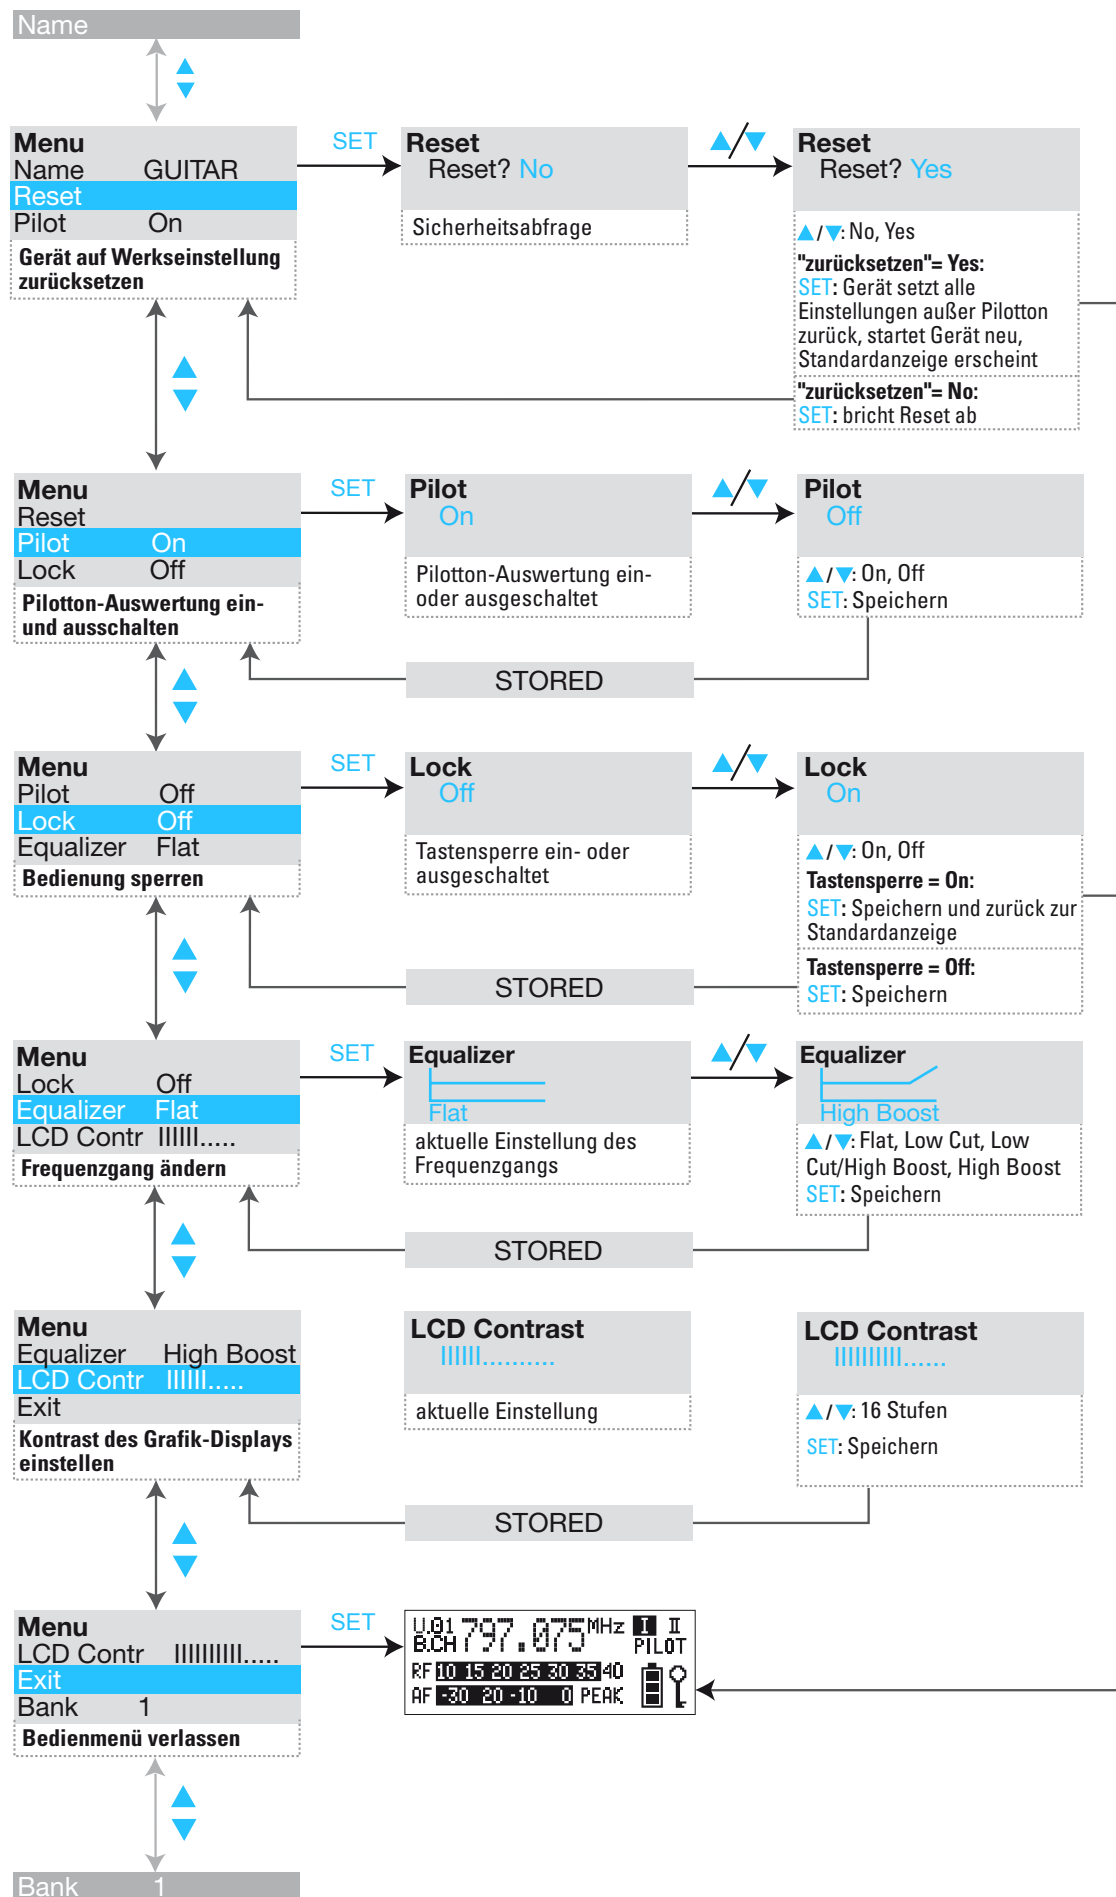 Name
Menu
Name GUITAR
Reset
Pilot On
Gerät auf Werkseinstellung
zurücksetzen
SET
Reset
Reset? No
Sicherheitsabfrage
▲/▼
Reset
Reset? Yes
▲/▼: No, Yes
"zurücksetzen"= Yes:
SET: Gerät setzt alle
Einstellungen außer Pilotton
zurück, startet Gerät neu,
Standardanzeige erscheint
"zurücksetzen"= No:
SET: bricht Reset ab
Menu
Reset
Pilot On
Lock Off
Pilotton-Auswertung ein-
und ausschalten
SET
Pilot
On
Pilotton-Auswertung ein-
oder ausgeschaltet
▲/▼
Pilot
Off
▲/▼: On, Off
SET: Speichern
STORED
Menu
Pilot Off
Lock Off
Equalizer Flat
Bedienung sperren
SET
Lock
Off
Tastensperre ein- oder
ausgeschaltet
▲/▼
Lock
On
▲/▼: On, Off
Tastensperre = On:
SET: Speichern und zurück zur
Standardanzeige
Tastensperre = Off:
SET: Speichern
STORED
Menu
Lock Off
Equalizer Flat
LCD Contr IIIIII.....
Frequenzgang ändern
SET
Equalizer
Flat
aktuelle Einstellung des
Frequenzgangs
▲/▼
Equalizer
High Boost
▲/▼: Flat, Low Cut, Low
Cut/High Boost, High Boost
SET: Speichern
STORED
Menu
Equalizer High Boost
LCD Contr IIIIII.....
Exit
Kontrast des Grafik-Displays
einstellen
LCD Contrast
IIIIII..........
aktuelle Einstellung
LCD Contrast
IIIIIIIIII......
▲/▼: 16 Stufen
SET: Speichern
STORED
Menu
LCD Contr IIIIIIIIII.....
Exit
Bank 1
Bedienmenü verlassen
SET
U.01 797.075 MHz I II
B.CH PILOT
RF 10 15 20 25 30 35 40
AF -30 20 -10 0 PEAK
Bank 1